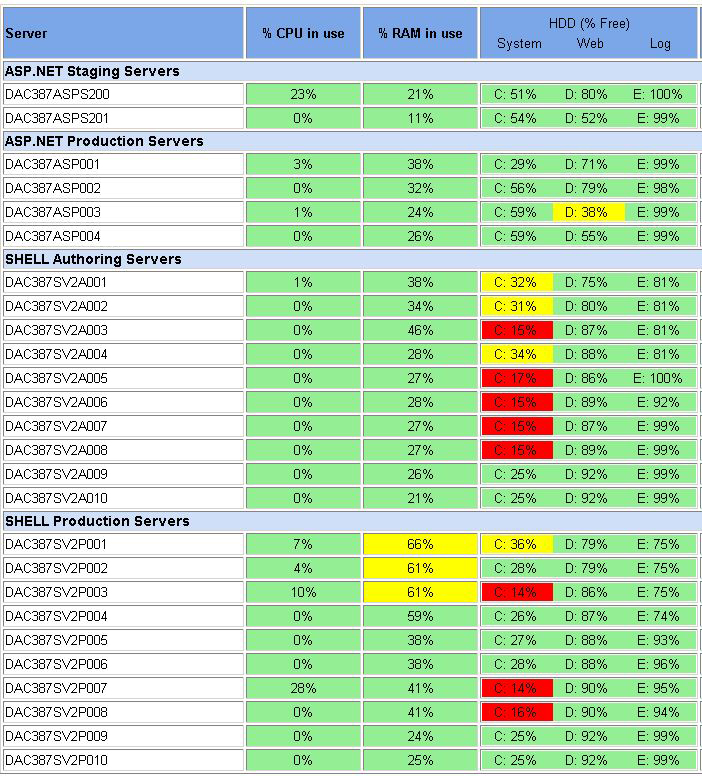 Server % CPU in use % RAM in use HDD (% Free)
System Web Log
ASP.NET Staging Servers
DAC387ASPS200 23% 21% C: 51% D: 80% E: 100%
DAC387ASPS201 0% 11% C: 54% D: 52% E: 99%
ASP.NET Production Servers
DAC387ASP001 3% 38% C: 29% D: 71% E: 99%
DAC387ASP002 0% 32% C: 56% D: 79% E: 98%
DAC387ASP003 1% 24% C: 59% D: 38% E: 99%
DAC387ASP004 0% 26% C: 59% D: 55% E: 99%
SHELL Authoring Servers
DAC387SV2A001 1% 38% C: 32% D: 75% E: 81%
DAC387SV2A002 0% 34% C: 31% D: 80% E: 81%
DAC387SV2A003 0% 46% C: 15% D: 87% E: 81%
DAC387SV2A004 0% 28% C: 34% D: 88% E: 81%
DAC387SV2A005 0% 27% C: 17% D: 86% E: 100%
DAC387SV2A006 0% 28% C: 15% D: 89% E: 92%
DAC387SV2A007 0% 27% C: 15% D: 87% E: 99%
DAC387SV2A008 0% 27% C: 15% D: 89% E: 99%
DAC387SV2A009 0% 26% C: 25% D: 92% E: 99%
DAC387SV2A010 0% 21% C: 25% D: 92% E: 99%
SHELL Production Servers
DAC387SV2P001 7% 66% C: 36% D: 79% E: 75%
DAC387SV2P002 4% 61% C: 28% D: 79% E: 75%
DAC387SV2P003 10% 61% C: 14% D: 86% E: 75%
DAC387SV2P004 0% 59% C: 26% D: 87% E: 74%
DAC387SV2P005 0% 38% C: 27% D: 88% E: 93%
DAC387SV2P006 0% 38% C: 28% D: 88% E: 96%
DAC387SV2P007 28% 41% C: 14% D: 90% E: 95%
DAC387SV2P008 0% 41% C: 16% D: 90% E: 94%
DAC387SV2P009 0% 24% C: 25% D: 92% E: 99%
DAC387SV2P010 0% 25% C: 25% D: 92% E: 99%